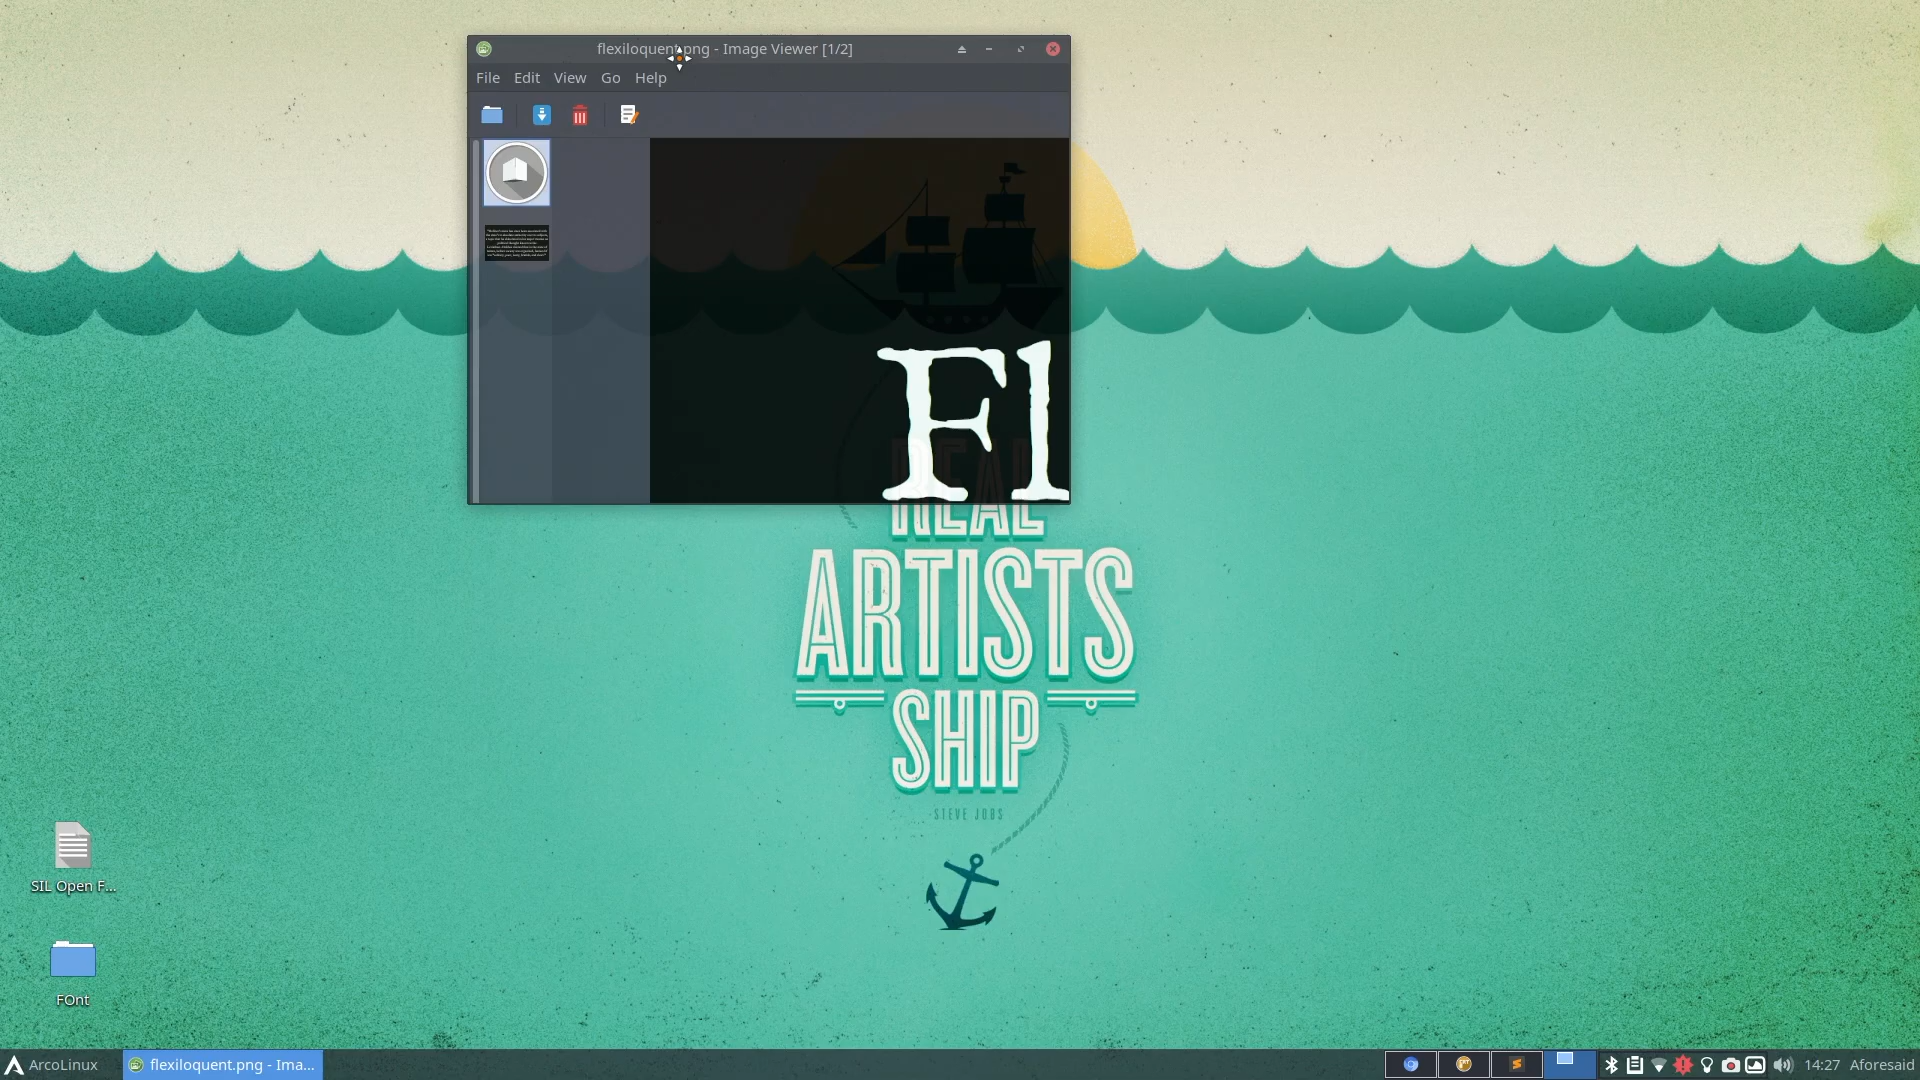 flexiloquent.png - Image Viewer [1/2]
File Edit View Go Help
Fl
REAL
ARTISTS
SHIP
STEVE JOBS
SIL Open F...
FOnt
ArcoLinux
flexiloquent.png - Ima...
14:27 Aforesaid